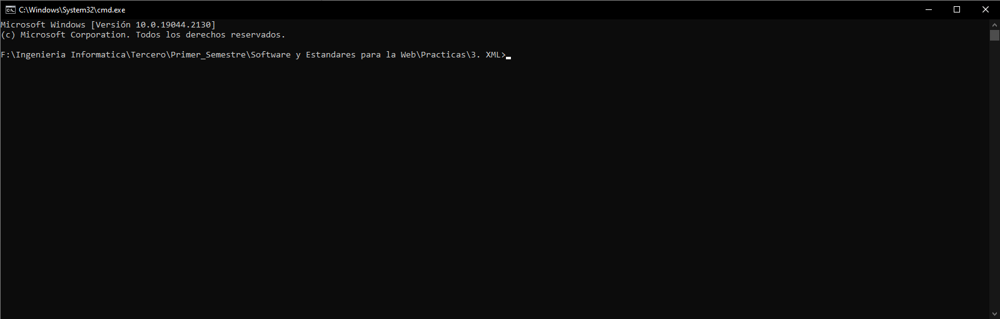 C:\Windows\System32\cmd.exe
Microsoft Windows [Versión 10.0.19044.2130]
(c) Microsoft Corporation. Todos los derechos reservados.
F:\Ingenieria Informatica\Tercero\Primer_Semestre\Software y Estandares para la Web\Practicas\3. XML>